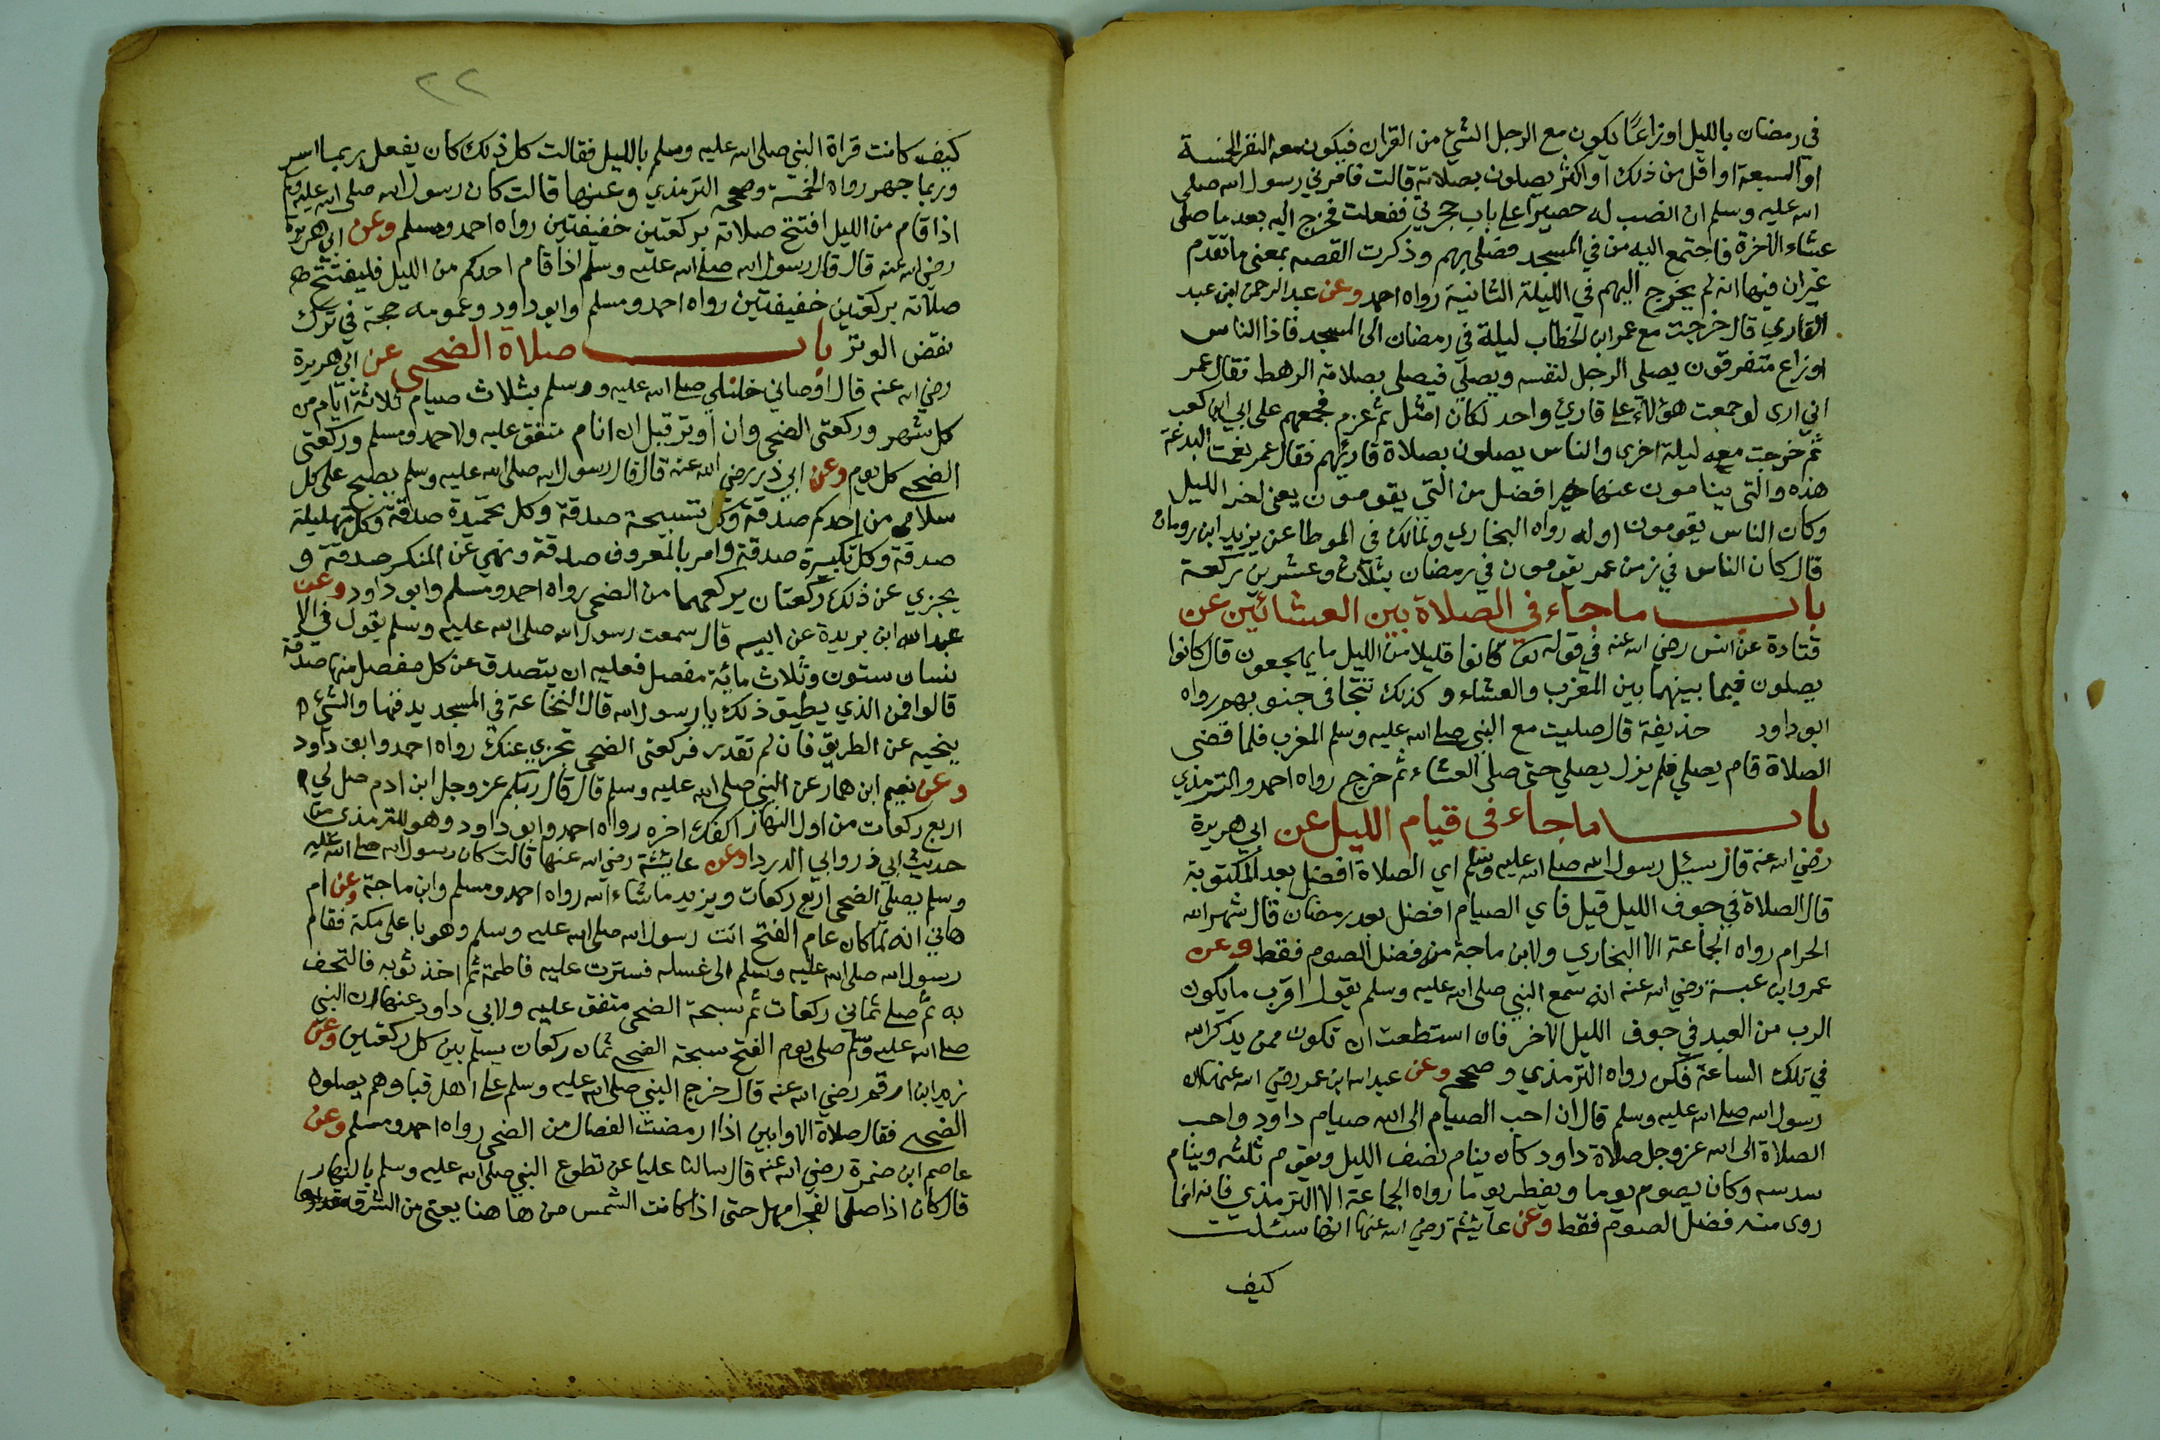 في رمضان بالليل اوزاعًا يكون مع الرجل الشيء من القران فيكون معه النفر الخمسة
او السبعة او اقل من ذلك او اكثر يصلون بصلاته قالت فامرني رسول الله صلى
الله عليه وسلم ان انصب له حصيرا على باب حجرتي ففعلت فخرج اليه بعد ما صلى
عشاء الاخرة فاجتمع اليه من في المسجد فصلى بهم وذكرت القصه بمعنى ما تقدم
غير ان فيها انه لم يخرج اليهم في الليلة الثانية رواه احمد وعن عبد الرحمن ابن عبد
القاري قال خرجت مع عمر ابن الخطاب ليلة في رمضان الى المسجد فاذا الناس
اوزاع متفرقون يصلي الرجل لنفسه ويصلي فيصلي بصلاته الرهط فقال عمر
اني ارى لو جمعت هؤلاء على قاري واحد لكان امثل ثم عزم فجمعهم على ابي ابن كعب
ثم خرجت معه ليلة اخرى والناس يصلون بصلاة قارئهم فقال عمر نعمت البدعة
هذه والتي ينامون عنها افضل من التي يقومون يعني اخر الليل
وكان الناس يقومون اوله رواه البخاري ولمالك في الموطا عن يزيد ابن رومان
قال كان الناس في زمن عمر يقومون في رمضان بثلاث وعشرين ركعة
باب ماجاء في الصلاة بين العشائين عن
قتادة عن انس رضي الله عنه في قوله تعا كانوا قليلا من الليل ما يهجعون قال كانوا
يصلون فيما بينهما بين المغرب والعشاء وكذلك تتجافى جنوبهم رواه
ابو داود حذيفة قال صليت مع النبي صلى الله عليه وسلم المغرب فلما قضى
الصلاة قام يصلي فلم يزل يصلي حتى صلى العشاء ثم خرج رواه احمد والترمذي
باب ماجاء في قيام الليل عن ابي هريرة
رضي الله عنه قال سئل رسول الله صلى الله عليه وسلم اي الصلاة افضل بعد المكتوبة
قال الصلاة في جوف الليل قيل فاي الصيام افضل بعد رمضان قال شهر الله
الحرام رواه الجماعة الا البخاري ولابن ماجة من فضل الصوم فقط وعن
عمرو ابن عبسة رضي الله عنه انه سمع النبي صلى الله عليه وسلم يقول اقرب ما يكون
الرب من العبد في جوف الليل الاخر فان استطعت ان تكون ممن يذكر الله
في تلك الساعة فكن رواه الترمذي وصححه وعن عبد الله ابن عمر رضي الله عنه ان
رسول الله صلى الله عليه وسلم قال ان احب الصيام الى الله صيام داود واحب
الصلاة الى الله عز وجل صلاة داود كان ينام نصف الليل ويقوم ثلثه وينام
سدسه وكان يصوم يوما ويفطر يوما رواه الجماعة الا الترمذي فانه انما
روى منه فضل الصوم فقط وعن عايشة رضي الله عنها انها سئلت
كيف
٢٢
كيف كانت قراة النبي صلى الله عليه وسلم بالليل فقالت كل ذلك كان يفعل ربما اسر
وربما جهر رواه الخمسة وصححه الترمذي وعنها قالت كان رسول الله صلى الله عليه
اذا قام من الليل افتتح صلاته بركعتين خفيفتين رواه احمد ومسلم وعن ابي هريرة
رضي الله عنه قال قال رسول الله صلى الله عليه وسلم اذا قام احدكم من الليل فليفتتح
صلاته بركعتين خفيفتين رواه احمد ومسلم وابو داود وعمومه حجة في ترك
نقض الوتر باب صلاة الضحى عن ابي هريرة
رضي الله عنه قال اوصاني خليلي صلى الله عليه وسلم بثلاث صيام ثلاثة ايام من
كل شهر وركعتي الضحى وان اوتر قبل ان انام متفق عليه ولاحمد ومسلم وركعتي
الضحى كل يوم وعن ابي ذر رضي الله عنه قال قال رسول الله صلى الله عليه وسلم يصبح على كل
سلامى من احدكم صدقة وكل تسبيحة صدقة وكل تحميدة صدقة وكل تهليلة
صدقة وكل تكبيرة صدقة وامر بالمعروف صدقة ونهي عن المنكر صدقة و
يجزي عن ذلك ركعتان يركعهما من الضحى رواه احمد ومسلم وابو داود وعن
عبد الله ابن بريدة عن ابيه قال سمعت رسول الله صلى الله عليه وسلم يقول في الا
نسان ستون وثلاث مائة مفصل فعليه ان يتصدق عن كل مفصل منها صدقة
قالوا فمن الذي يطيق ذلك يا رسول الله قال النخاعة في المسجد يدفنها والشيء
ينحيه عن الطريق فان لم تقدر فركعتي الضحى تجزي عنك رواه احمد وابو داود
وعن نعيم ابن همار عن النبي صلى الله عليه وسلم قال قال ربكم عز وجل ابن ادم صل لي
اربع ركعات من اول النهار اكفك اخره رواه احمد وابو داود وهو للترمذي من
حديث ابي ذر وابي الدردا وعن عايشة رضي الله عنها قالت كان رسول الله صلى الله عليه
وسلم يصلي الضحى اربع ركعات ويزيد ماشاء الله رواه احمد ومسلم وابن ماجة وعن ام
هاني انه لما كان عام الفتح اتت رسول الله صلى الله عليه وسلم وهو باعلى مكة فقام
رسول الله صلى الله عليه وسلم الى غسله فسترت عليه فاطمة ثم اخذ ثوبه فالتحف
به ثم صلى ثماني ركعات ثم سبحة الضحى متفق عليه ولابي داود عنها ان النبي
صلى الله عليه وسلم صلى يوم الفتح سبحة الضحى ثمان ركعات يسلم بين كل ركعتين وعن
زيد ابن ارقم رضي الله عنه قال خرج النبي صلى الله عليه وسلم على اهل قبا وهم يصلون
الضحى فقال صلاة الاوابين اذا رمضت الفصال من الضحى رواه احمد ومسلم وعن
عاصم ابن ضمرة رضي الله عنه قال سالنا عليا عن تطوع النبي صلى الله عليه وسلم بالنهار
قال كان اذا صلى الفجر امهل حتى اذا كانت الشمس من ها هنا يعني من الشرق مقدارها